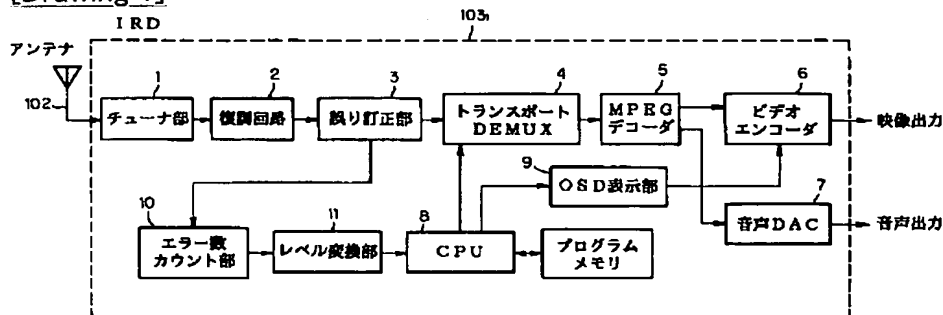 [Drawing 1]
IRD
103₁
アンテナ
102
1
チューナ部
2
復調回路
3
誤り訂正部
4
トランスポート
DEMUX
5
MPEG
デコーダ
6
ビデオ
エンコーダ
映像出力
9
OSD表示部
7
音声DAC
音声出力
10
エラー数
カウント部
11
レベル変換部
8
CPU
プログラム
メモリ